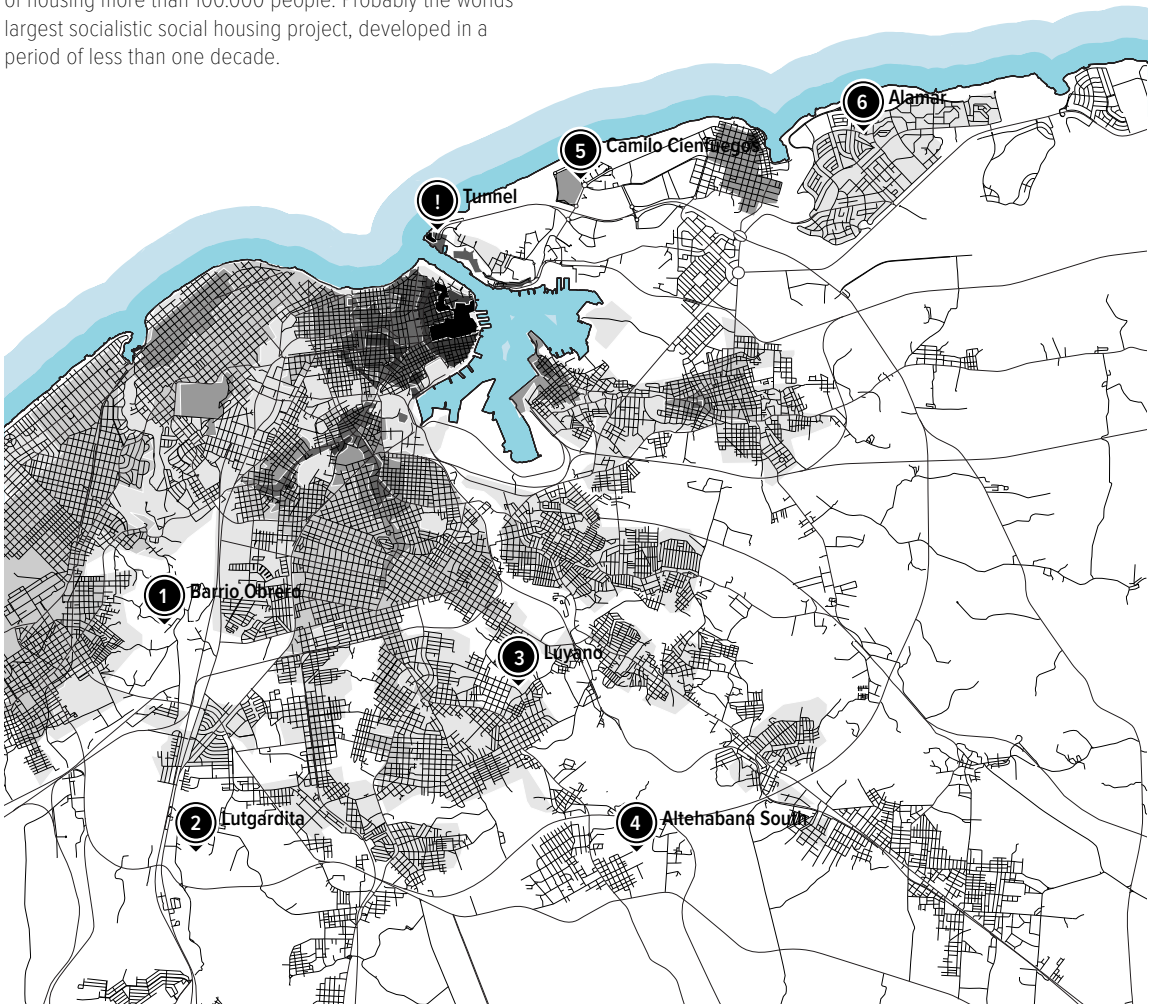 of housing more than 100.000 people. Probably the worlds
largest socialistic social housing project, developed in a
period of less than one decade.
6 Alamar
5 Camilo Cienfuegos
! Tunnel
1 Barrio Obrero
3 Luyano
2 Lutgardita
4 Altehabana South